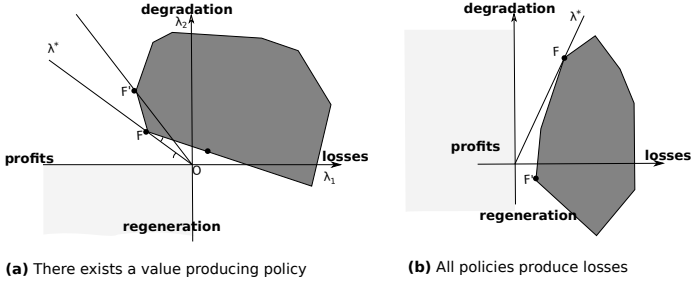 degradation
λ₂
λ*
F'
F
profits
losses
O
λ₁
regeneration
(a) There exists a value producing policy
degradation
λ*
F
profits
losses
F'
regeneration
(b) All policies produce losses